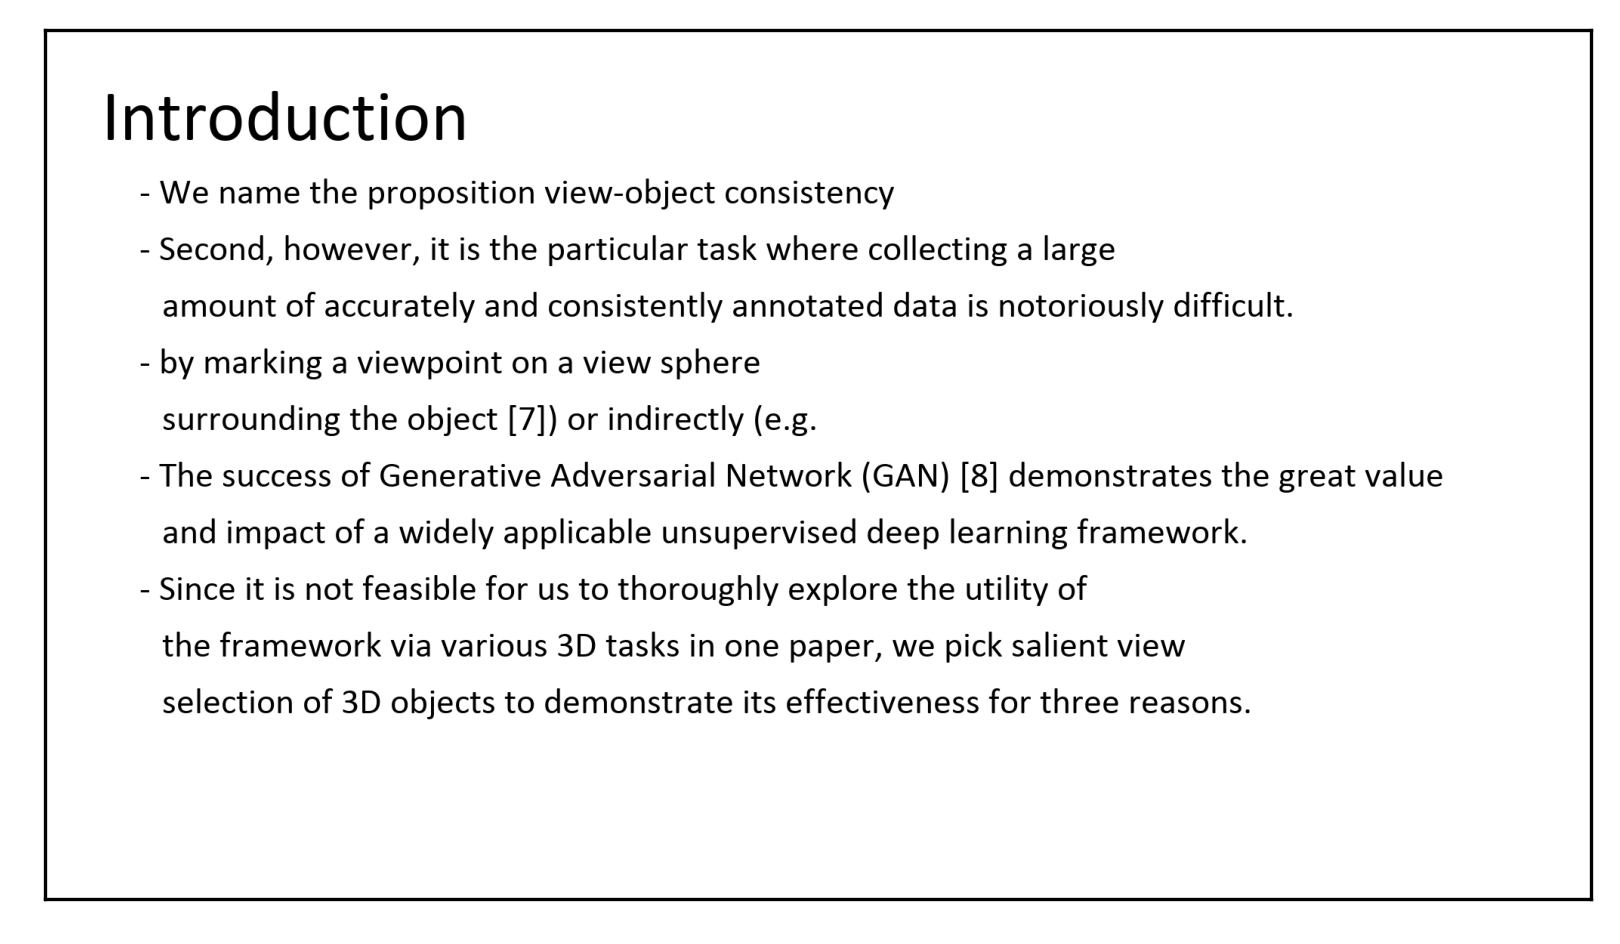 Introduction
- We name the proposition view-object consistency
- Second, however, it is the particular task where collecting a large
amount of accurately and consistently annotated data is notoriously difficult.
- by marking a viewpoint on a view sphere
surrounding the object [7]) or indirectly (e.g.
- The success of Generative Adversarial Network (GAN) [8] demonstrates the great value
and impact of a widely applicable unsupervised deep learning framework.
- Since it is not feasible for us to thoroughly explore the utility of
the framework via various 3D tasks in one paper, we pick salient view
selection of 3D objects to demonstrate its effectiveness for three reasons.